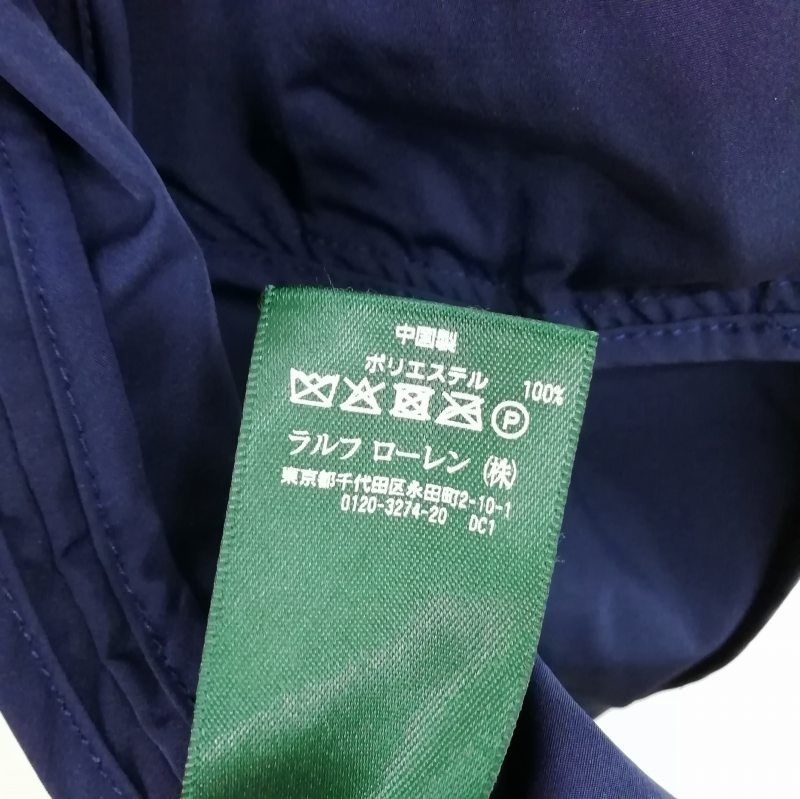 中国製
ポリエステル 100%
P
ラルフ ローレン (株)
東京都千代田区永田町2-10-1
0120-3274-20 DC1